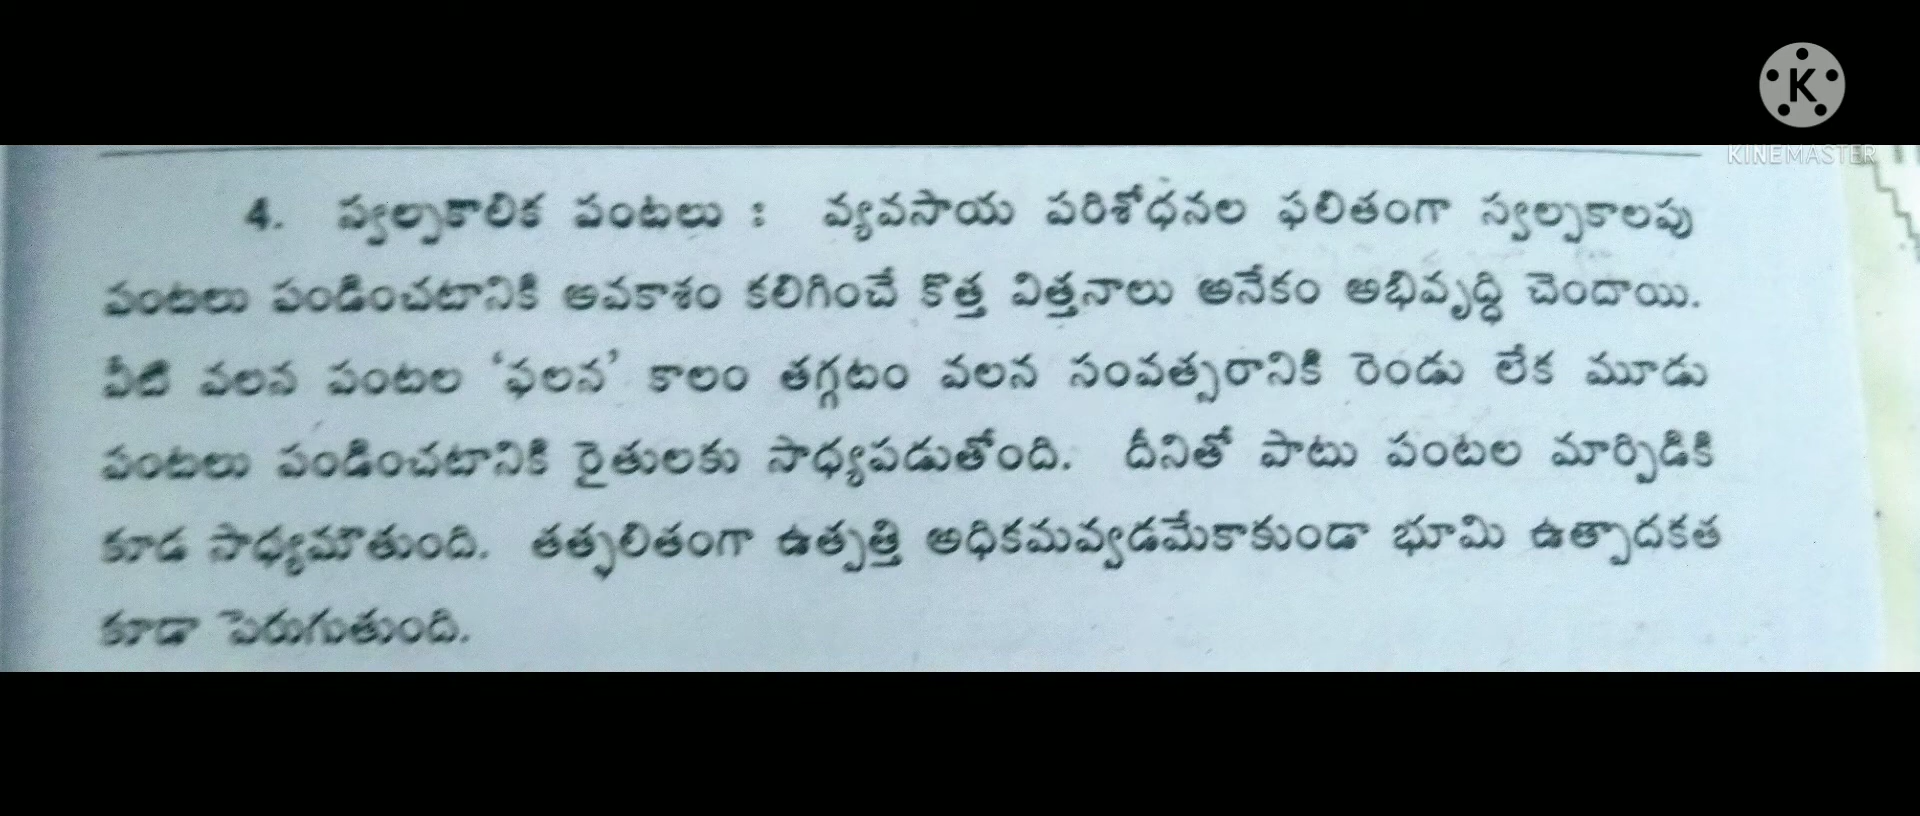 K
KINEMASTER
4. స్వల్పకాలిక పంటలు : వ్యవసాయ పరిశోధనల ఫలితంగా స్వల్పకాలపు
పంటలు పండించటానికి అవకాశం కలిగించే కొత్త విత్తనాలు అనేకం అభివృద్ధి చెందాయి.
వీటి వలన పంటల ‘ఫలన’ కాలం తగ్గటం వలన సంవత్సరానికి రెండు లేక మూడు
పంటలు పండించటానికి రైతులకు సాధ్యపడుతోంది. దీనితో పాటు పంటల మార్పిడికి
కూడ సాధ్యమౌతుంది. తత్ఫలితంగా ఉత్పత్తి అధికమవ్వడమేకాకుండా భూమి ఉత్పాదకత
కూడా పెరుగుతుంది.